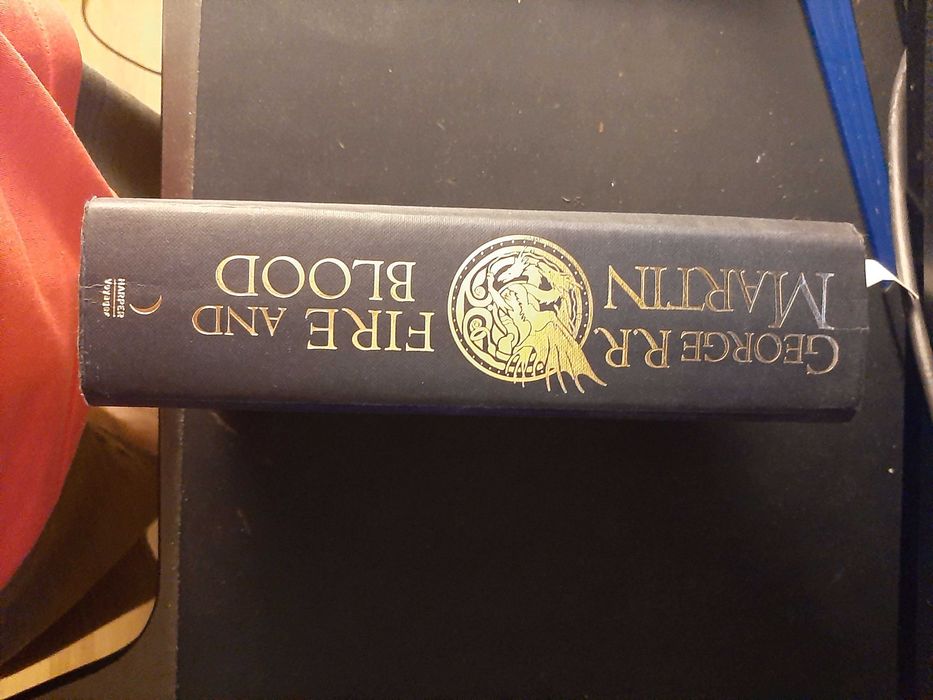 GEORGE R.R.
MARTIN
FIRE AND
BLOOD
HARPER
Voyager